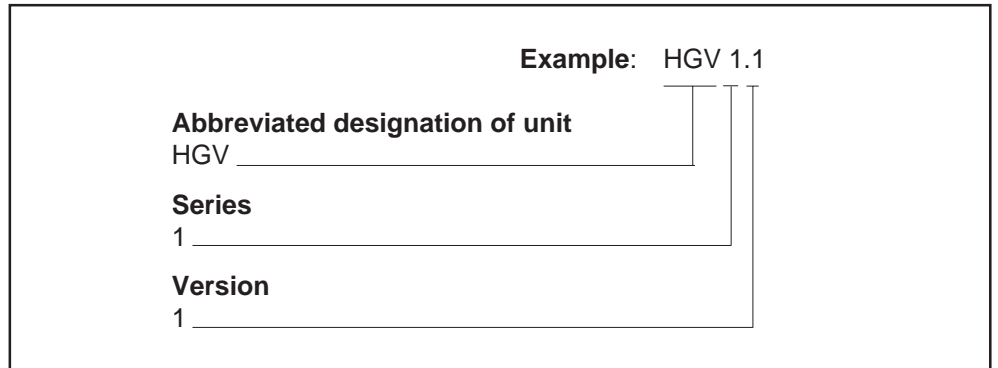 Example: HGV 1.1
Abbreviated designation of unit
HGV
Series
1
Version
1